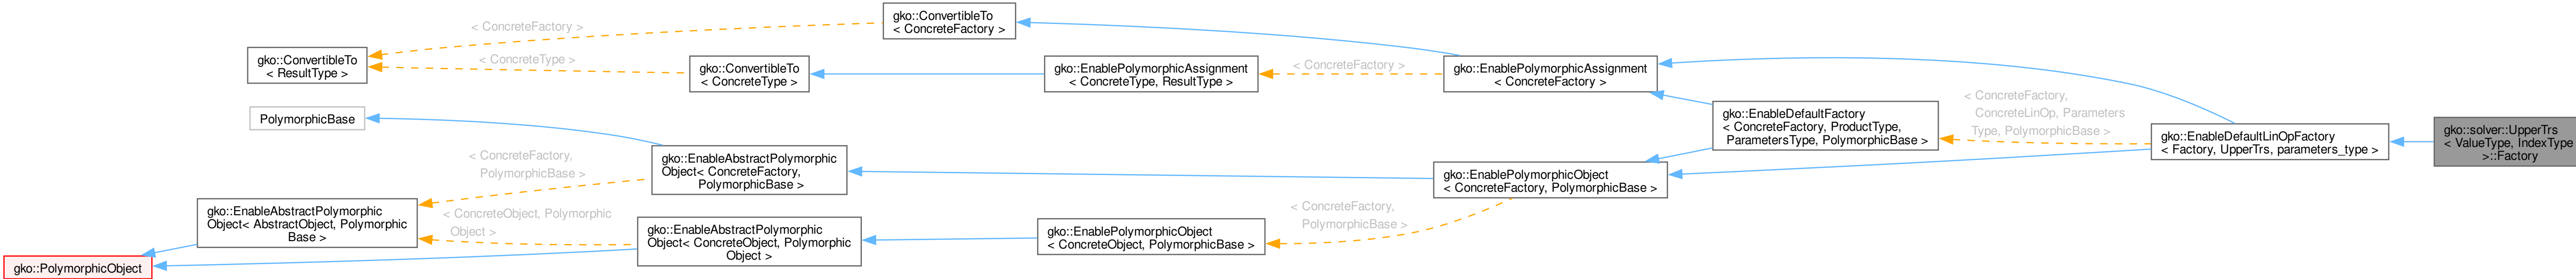 gko::ConvertibleTo
< ResultType >
< ConcreteFactory >
< ConcreteType >
gko::ConvertibleTo
< ConcreteFactory >
gko::ConvertibleTo
< ConcreteType >
gko::EnablePolymorphicAssignment
< ConcreteType, ResultType >
< ConcreteFactory >
gko::EnablePolymorphicAssignment
< ConcreteFactory >
PolymorphicBase
gko::EnableDefaultFactory
< ConcreteFactory, ProductType,
ParametersType, PolymorphicBase >
< ConcreteFactory,
ConcreteLinOp, Parameters
Type, PolymorphicBase >
gko::EnableDefaultLinOpFactory
< Factory, UpperTrs, parameters_type >
gko::solver::UpperTrs
< ValueType, IndexType
>::Factory
< ConcreteFactory,
PolymorphicBase >
gko::EnableAbstractPolymorphic
Object< ConcreteFactory,
PolymorphicBase >
gko::EnablePolymorphicObject
< ConcreteFactory, PolymorphicBase >
gko::EnableAbstractPolymorphic
Object< AbstractObject, Polymorphic
Base >
< ConcreteObject, Polymorphic
Object >
gko::EnableAbstractPolymorphic
Object< ConcreteObject, Polymorphic
Object >
gko::EnablePolymorphicObject
< ConcreteObject, PolymorphicBase >
< ConcreteFactory,
PolymorphicBase >
gko::PolymorphicObject